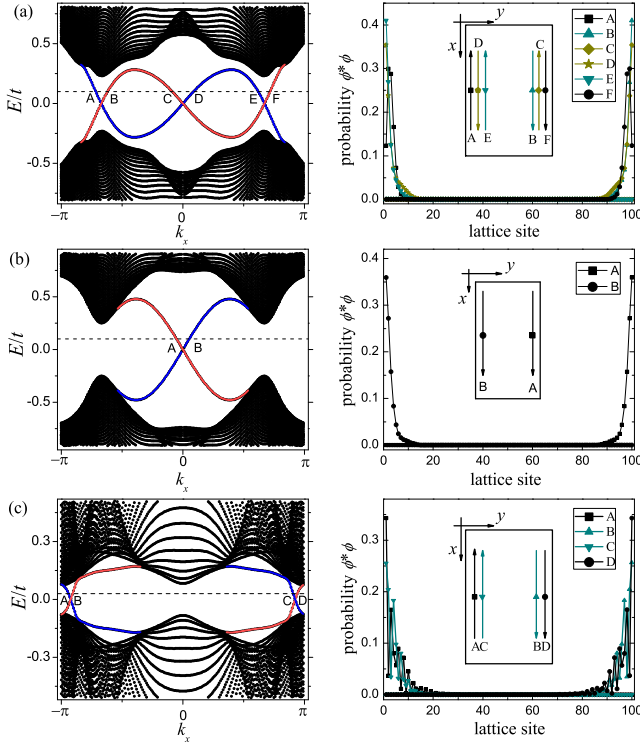 (a)
E/t
0.5
0.0
-0.5
A B C D E F
−π 0 π
k_x
probability ϕ*ϕ
0.4
0.3
0.2
0.1
0.0
0 20 40 60 80 100
lattice site
y
x
D C
A E B F
A
B
C
D
E
F
(b)
E/t
0.5
0.0
-0.5
A B
−π 0 π
k_x
probability ϕ*ϕ
0.4
0.3
0.2
0.1
0.0
0 20 40 60 80 100
lattice site
y
x
B A
A
B
(c)
E/t
0.3
0.0
-0.3
A B C D
−π 0 π
k_x
probability ϕ*ϕ
0.4
0.3
0.2
0.1
0.0
0 20 40 60 80 100
lattice site
y
x
AC BD
A
B
C
D